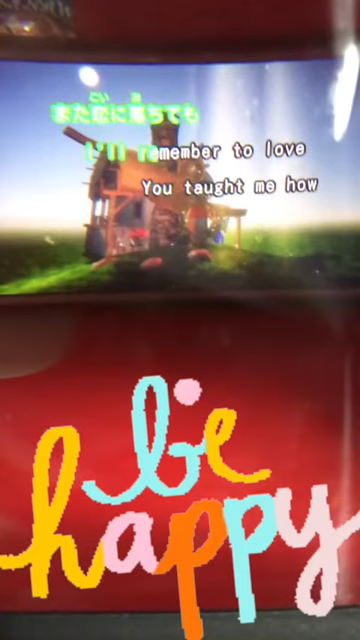 また恋に落ちても
I'll remember to love
You taught me how
be
happy